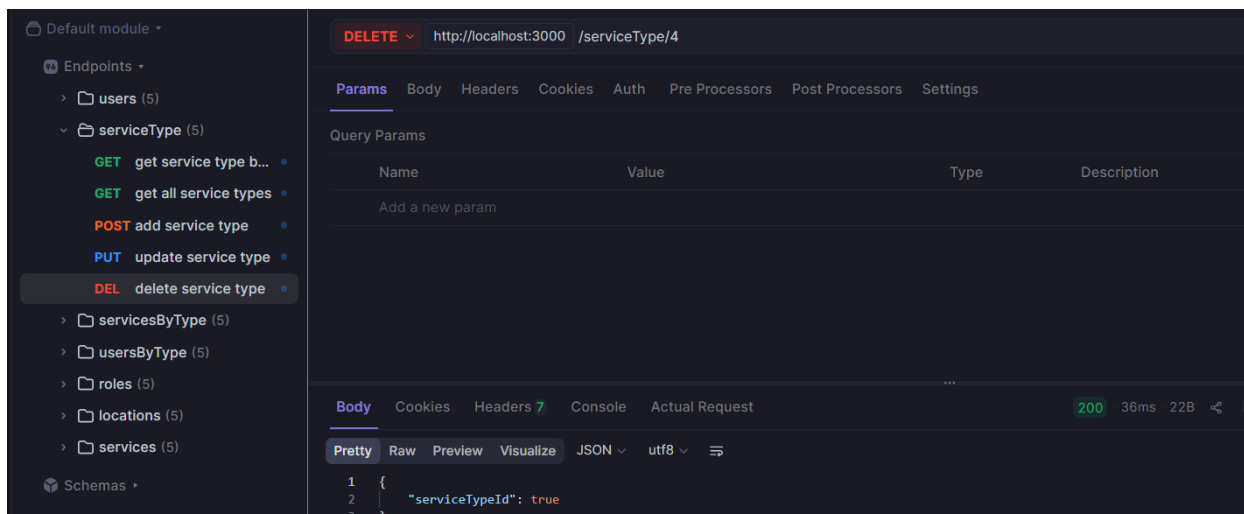 Default module
Endpoints
users (5)
serviceType (5)
GET get service type b...
GET get all service types
POST add service type
PUT update service type
DEL delete service type
servicesByType (5)
usersByType (5)
roles (5)
locations (5)
services (5)
Schemas
DELETE http://localhost:3000 /serviceType/4
Params Body Headers Cookies Auth Pre Processors Post Processors Settings
Query Params
Name Value Type Description
Add a new param
Body Cookies Headers 7 Console Actual Request 200 36ms 22B
Pretty Raw Preview Visualize JSON utf8
1 {
2 "serviceTypeId": true
3 }